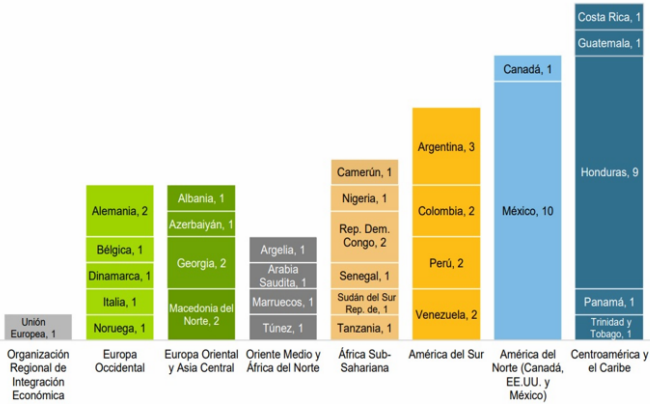 Costa Rica, 1
Guatemala, 1
Canadá, 1
Argentina, 3
Camerún, 1
Honduras, 9
Alemania, 2
Albania, 1
Nigeria, 1
Colombia, 2
México, 10
Azerbaiyán, 1
Rep. Dem.
Congo, 2
Bélgica, 1
Georgia, 2
Argelia, 1
Perú, 2
Dinamarca, 1
Arabia
Saudita, 1
Senegal, 1
Italia, 1
Macedonia del
Norte, 2
Marruecos, 1
Sudán del Sur
Rep. de, 1
Venezuela, 2
Panamá, 1
Unión
Europea, 1
Noruega, 1
Túnez, 1
Tanzania, 1
Trinidad y
Tobago, 1
Organización
Regional de
Integración
Económica
Europa
Occidental
Europa Oriental
y Asia Central
Oriente Medio y
África del Norte
África Sub-
Sahariana
América del Sur
América del
Norte (Canadá,
EE.UU. y
México)
Centroamérica y
el Caribe